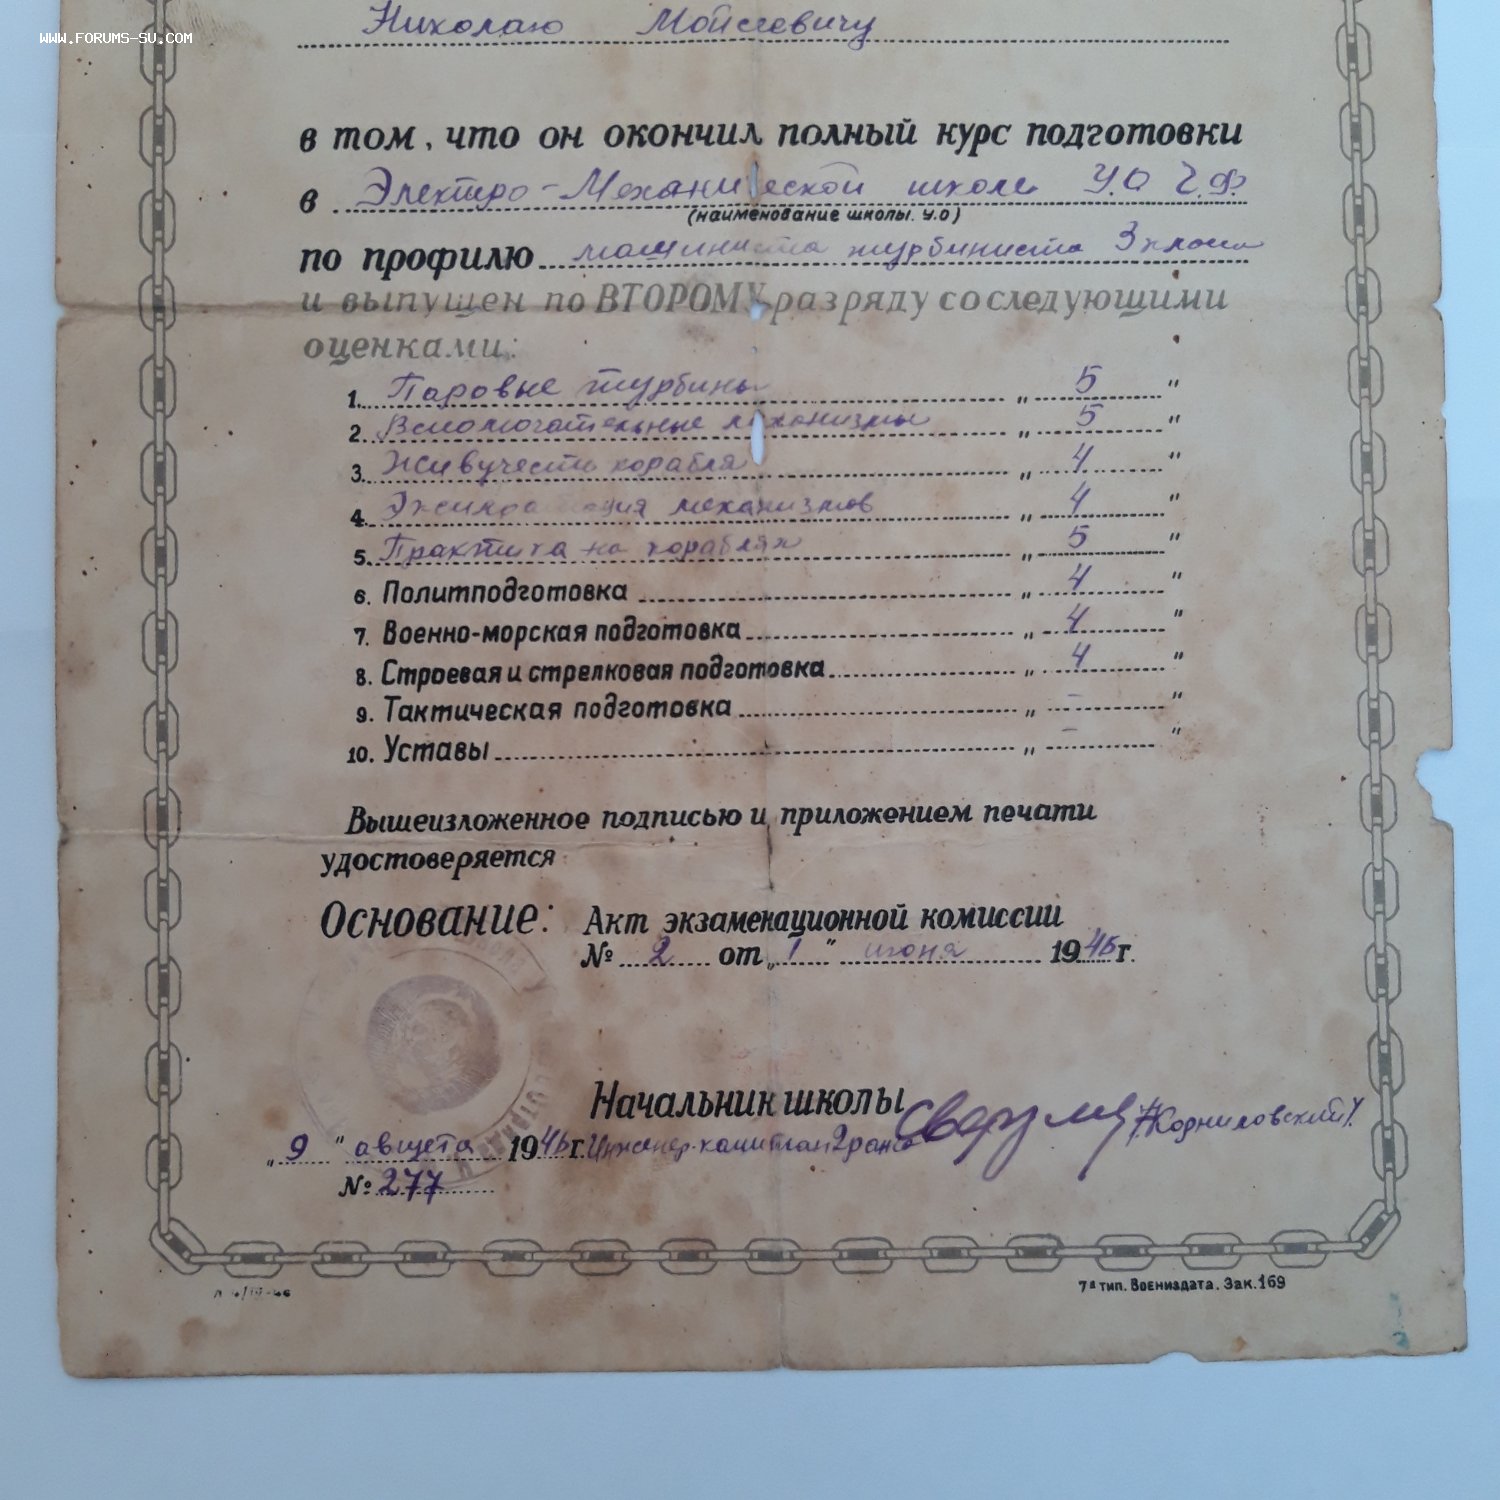 Николаю Мойсеевичу
WWW.FORUMS-SU.COM
в том, что он окончил полный курс подготовки
в Электро-Механической школе У.О Ч.Ф.
(наименование школы. У.О)
по профилю машиниста турбиниста 3 класса
и выпущен по ВТОРОМУ разряду со следующими
оценками:
1. Паровые турбины „ 5 "
2. Вспомогательные механизмы „ 5 "
3. Живучесть корабля „ 4 "
4. Эксплоатация механизмов „ 4 "
5. Практика на кораблях „ 5 "
6. Политподготовка „ 4 "
7. Военно-морская подготовка „ 4 "
8. Строевая и стрелковая подготовка „ 4 "
9. Тактическая подготовка „ – "
10. Уставы „ – "
Вышеизложенное подписью и приложением печати
удостоверяется
Основание: Акт экзаменационной комиссии
№ 2 от „1" июня 1946 г.
Начальник школы /Корниловский/
„9" августа 1946 г. Инженер-капитан 2 ранга
№ 277
7я тип. Воениздата. Зак. 169